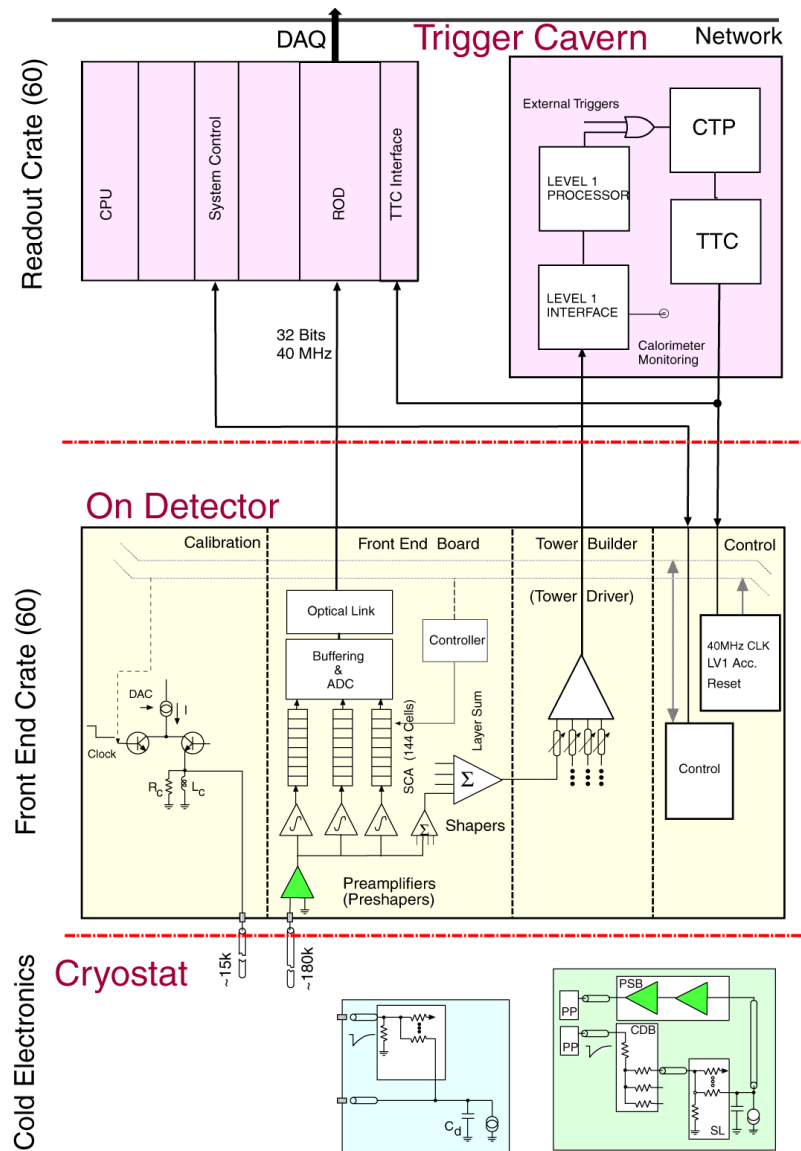 DAQ
Trigger Cavern
Network
Readout Crate (60)
CPU
System Control
ROD
TTC Interface
External Triggers
CTP
LEVEL 1
PROCESSOR
TTC
LEVEL 1
INTERFACE
Calorimeter
Monitoring
32 Bits
40 MHz
On Detector
Front End Crate (60)
Calibration
Front End Board
Tower Builder
Control
(Tower Driver)
Optical Link
Controller
Buffering
&
ADC
40MHz CLK
LV1 Acc.
Reset
DAC
I
Clock
SCA (144 Cells)
Layer Sum
Control
Rc
Lc
Σ
Σ
Shapers
Preamplifiers
(Preshapers)
Cryostat
~15k
~180k
Cold Electronics
PSB
PP
CDB
PP
Cd
SL